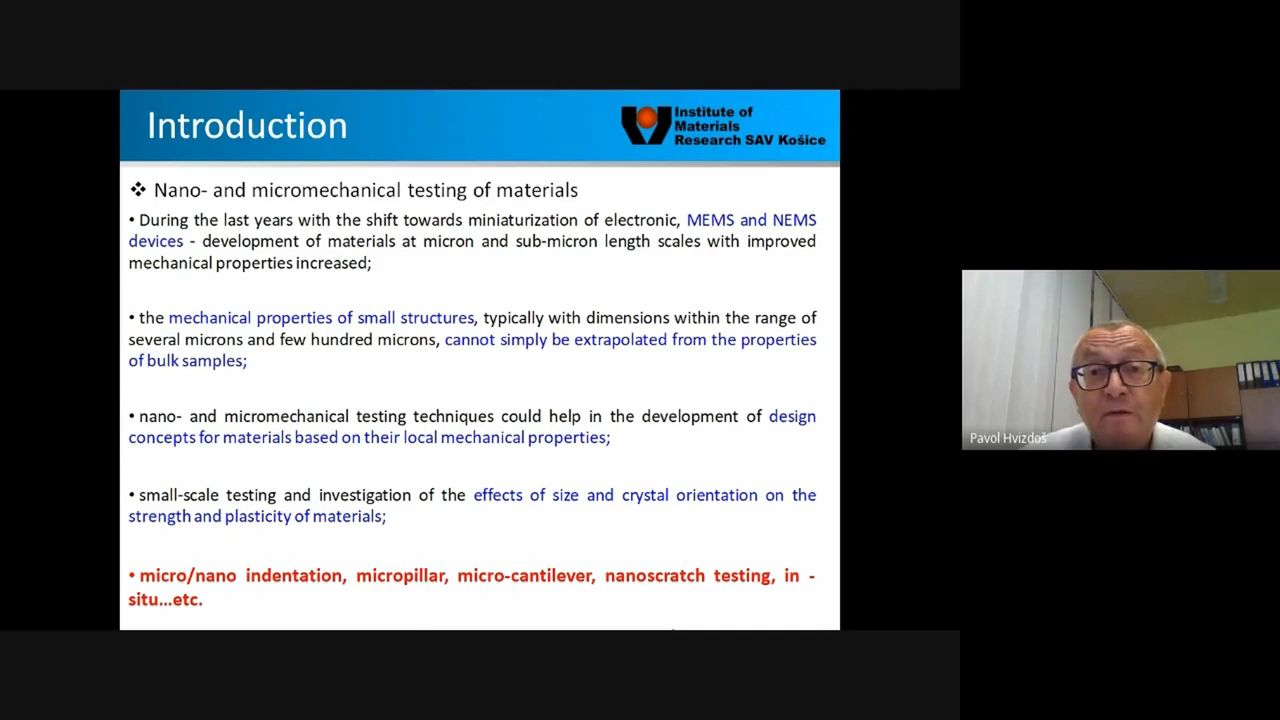 Introduction
Institute of
Materials
Research SAV Košice
❖ Nano- and micromechanical testing of materials
• During the last years with the shift towards miniaturization of electronic, MEMS and NEMS
devices - development of materials at micron and sub-micron length scales with improved
mechanical properties increased;
• the mechanical properties of small structures, typically with dimensions within the range of
several microns and few hundred microns, cannot simply be extrapolated from the properties
of bulk samples;
• nano- and micromechanical testing techniques could help in the development of design
concepts for materials based on their local mechanical properties;
• small-scale testing and investigation of the effects of size and crystal orientation on the
strength and plasticity of materials;
• micro/nano indentation, micropillar, micro-cantilever, nanoscratch testing, in -
situ...etc.
Pavol Hvizdoš